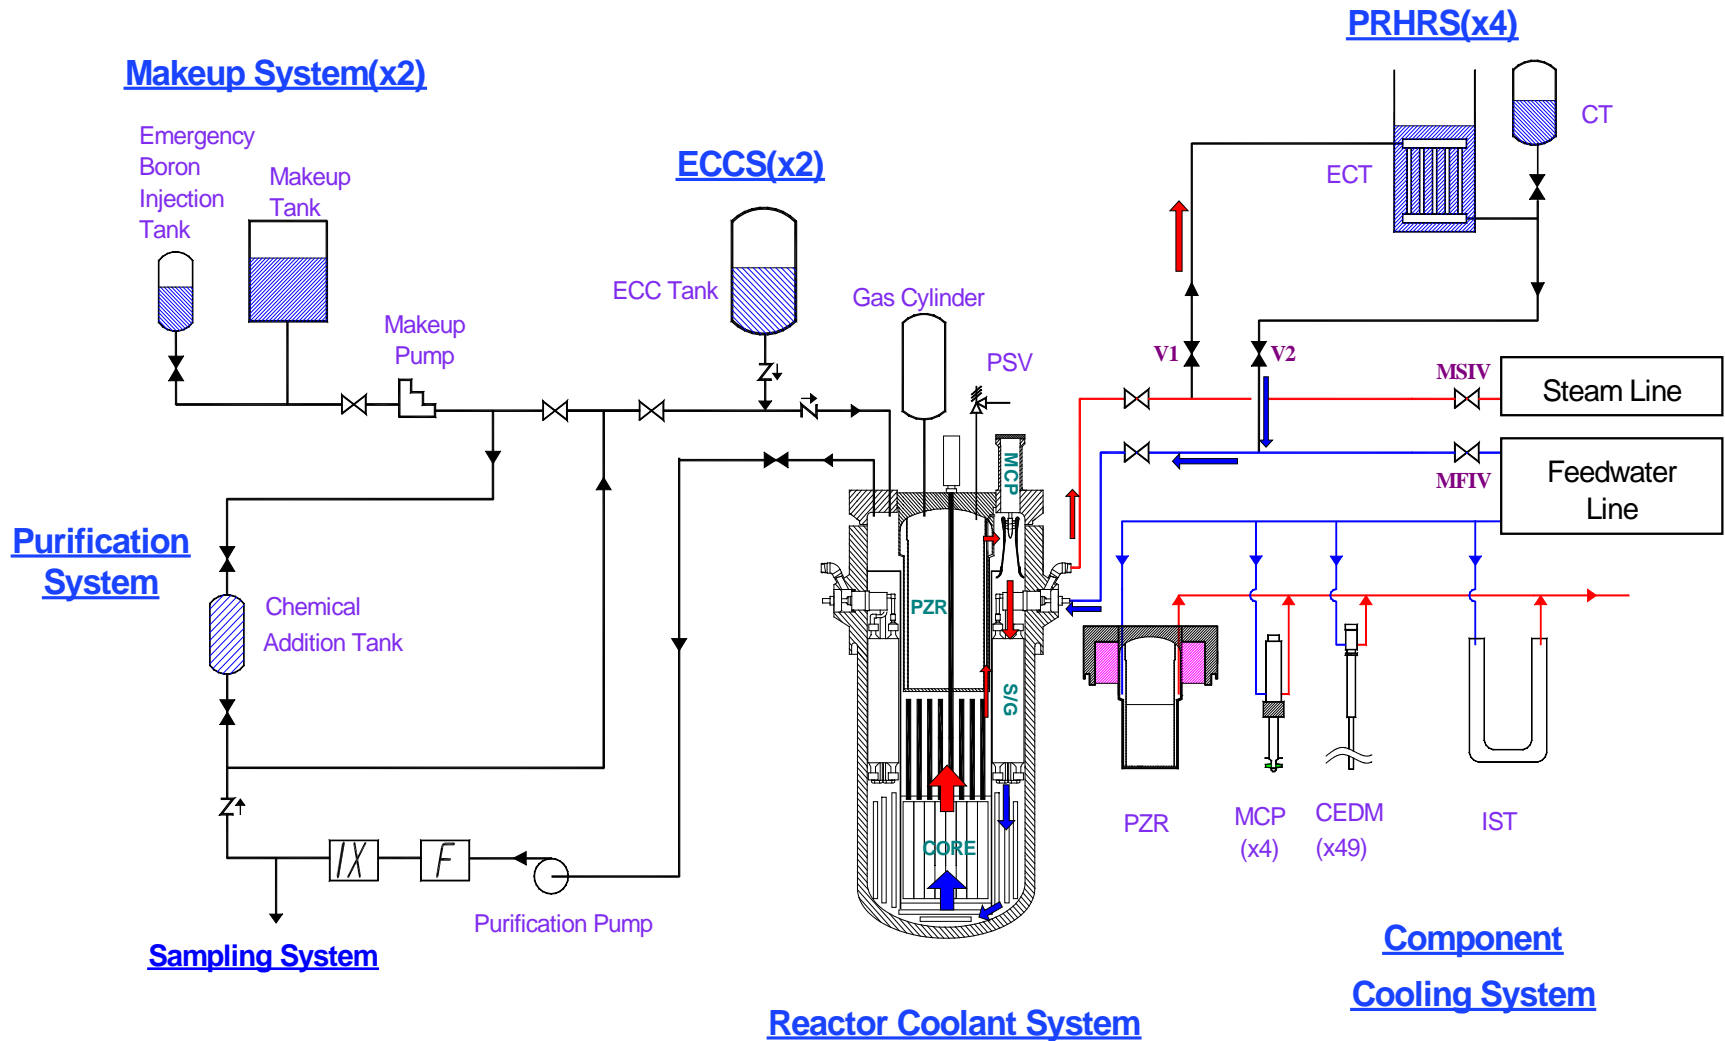 PRHRS(x4)
Makeup System(x2)
CT
Emergency
Boron
Injection
Tank
Makeup
Tank
ECCS(x2)
ECT
ECC Tank
Gas Cylinder
Makeup
Pump
PSV
V1
V2
MSIV
Steam Line
MCP
MFIV
Feedwater
Line
Purification
System
Chemical
Addition Tank
PZR
S/G
CORE
PZR
MCP
(x4)
CEDM
(x49)
IST
IX
F
Purification Pump
Sampling System
Component
Cooling System
Reactor Coolant System